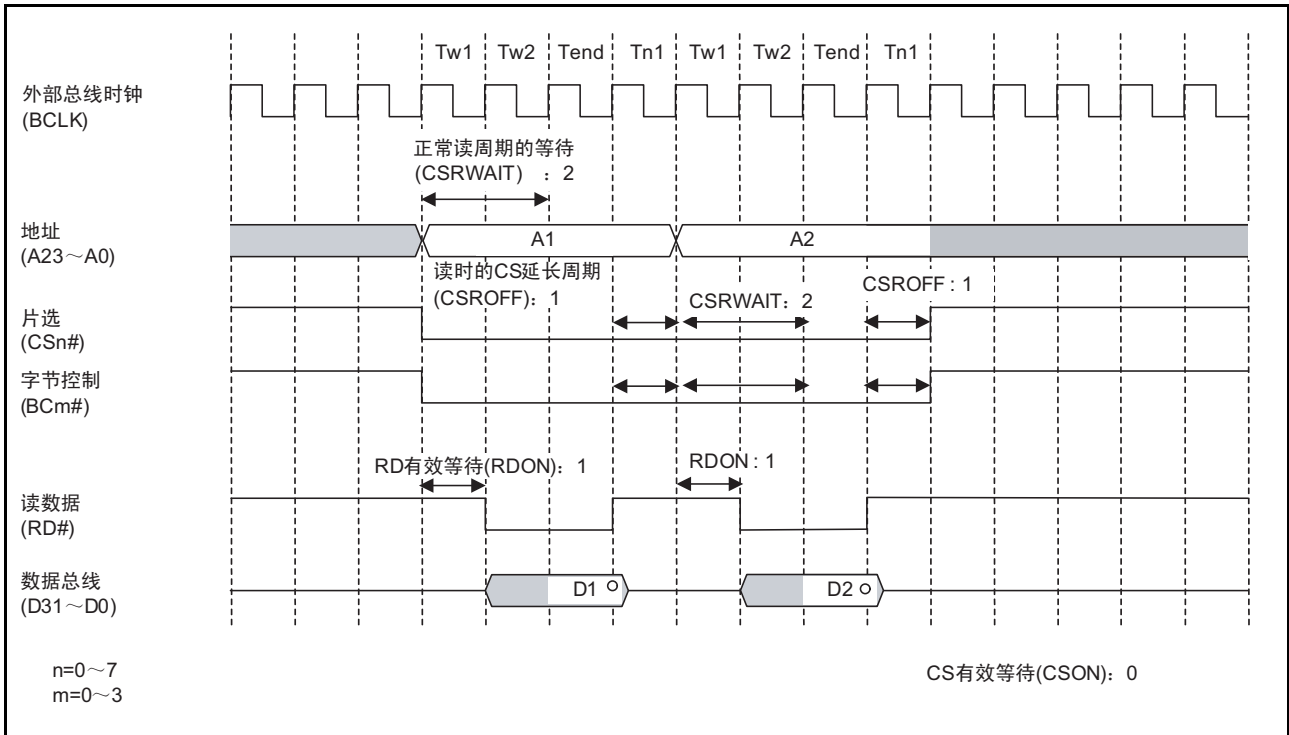 Tw1 Tw2 Tend Tn1 Tw1 Tw2 Tend Tn1
外部总线时钟
(BCLK)
正常读周期的等待
(CSRWAIT) ：2
地址
(A23～A0)
A1 A2
读时的CS延长周期
(CSROFF)：1
CSRWAIT：2
CSROFF : 1
片选
(CSn#)
字节控制
(BCm#)
RD有效等待(RDON)：1
RDON : 1
读数据
(RD#)
数据总线
(D31～D0)
D1 D2
n=0～7
m=0～3
CS有效等待(CSON)：0